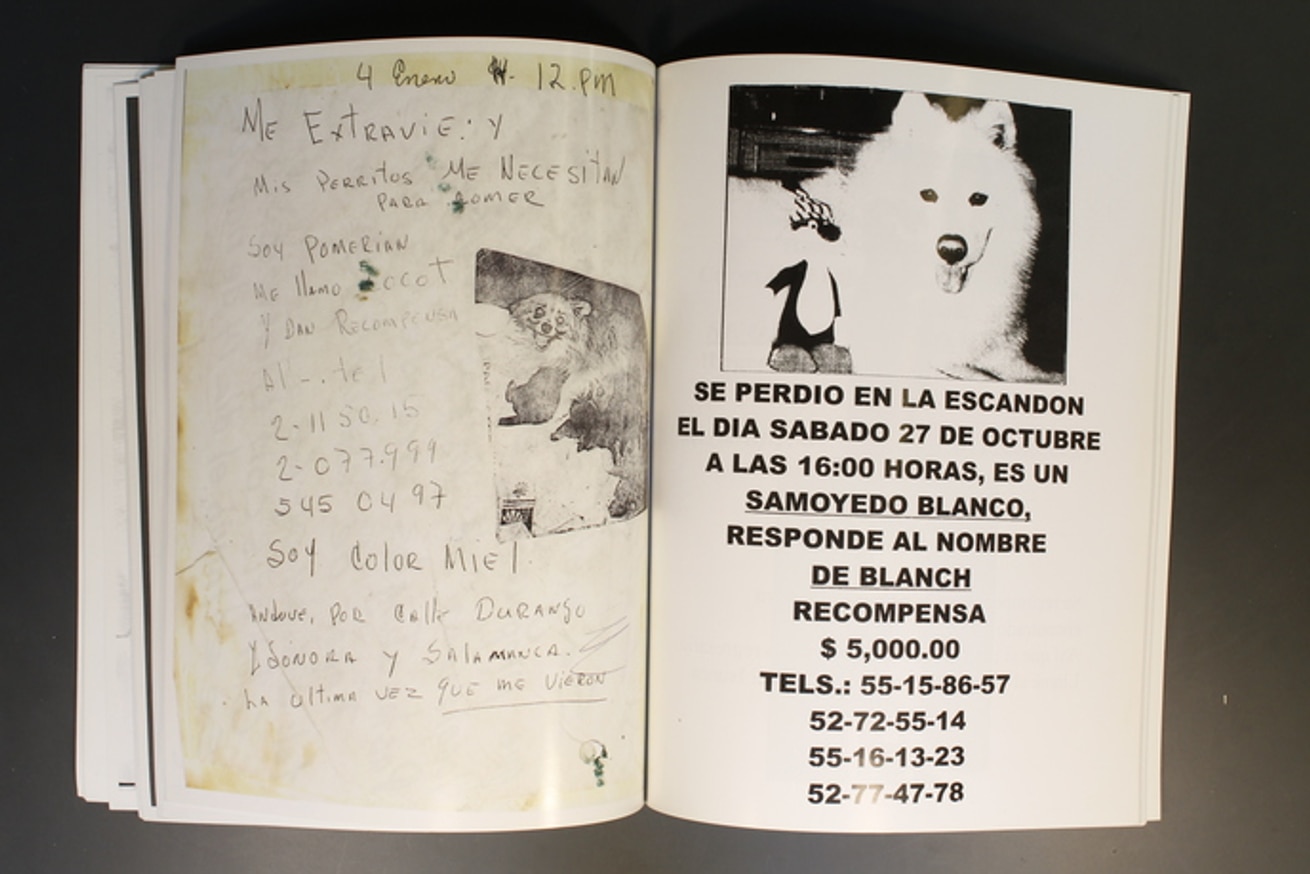 4 Enero 12.pm
ME EXTRAVIE: Y
Mis PERRITOS ME NECESITAN
PARA COMER
SOY POMERIAN
ME llamo COCOT
Y DAN RECOMPENSA
Al -. tel
2-1150.15
2-077.999
545 04 97
SOY COLOR MIEL
ANDUVE, POR Calle DURANGO
Y SONORA Y SALAMANCA.
LA ULTIMA VEZ QUE ME VIERON
SE PERDIO EN LA ESCANDON
EL DIA SABADO 27 DE OCTUBRE
A LAS 16:00 HORAS, ES UN
SAMOYEDO BLANCO,
RESPONDE AL NOMBRE
DE BLANCH
RECOMPENSA
$ 5,000.00
TELS.: 55-15-86-57
52-72-55-14
55-16-13-23
52-77-47-78